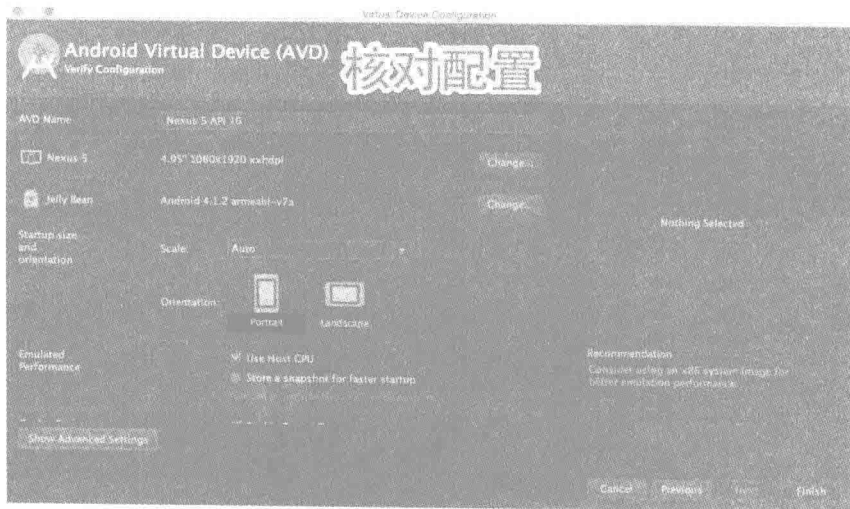 Virtual Device Configuration
Android Virtual Device (AVD)
Verify Configuration
核对配置
AVD Name
Nexus 5 API 16
Nexus 5
4.95" 1080x1920 xxhdpi
Change...
Jelly Bean
Android 4.1.2 armeabi-v7a
Change...
Nothing Selected
Startup size
and
orientation
Scale:
Auto
Orientation:
Portrait
Landscape
Emulated
Performance
Use Host GPU
Store a snapshot for faster startup
Recommendation
Consider using an x86 system image for
better emulation performance.
Show Advanced Settings
Cancel
Previous
Next
Finish